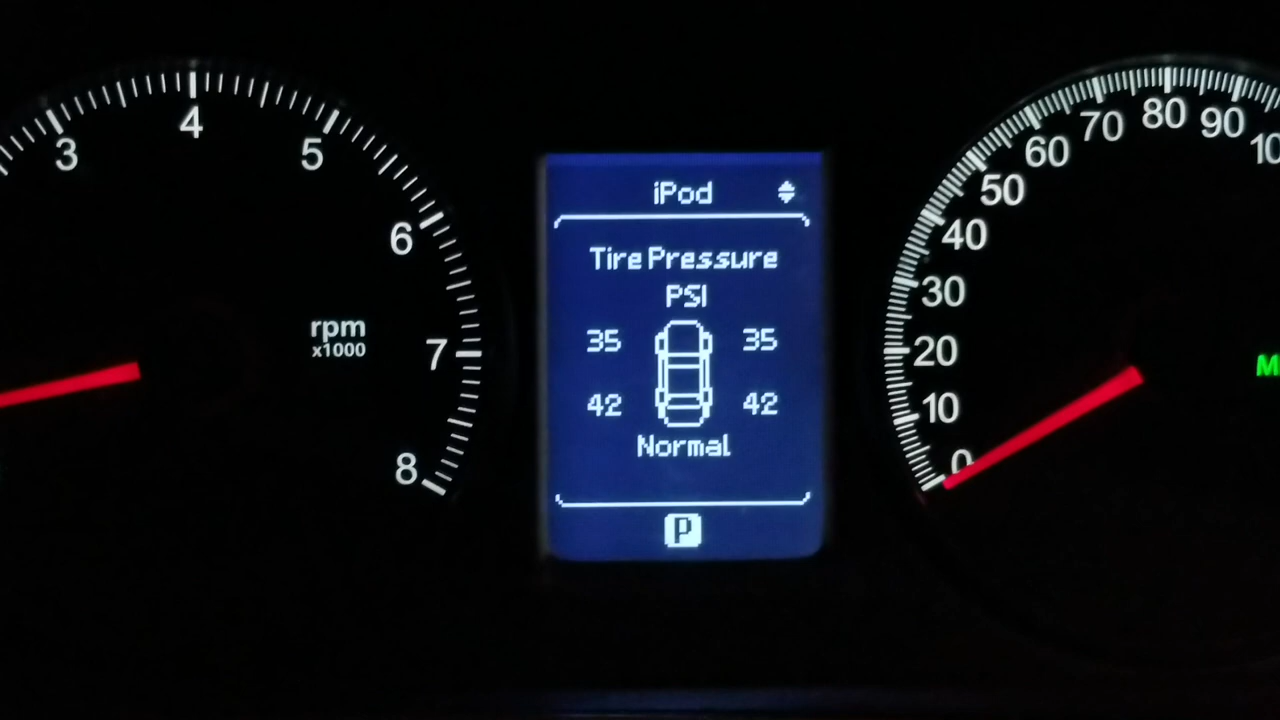 3 4 5 6 7 8
rpm
x1000
iPod
Tire Pressure
PSI
35 35
42 42
Normal
P
0 10 20 30 40 50 60 70 80 90